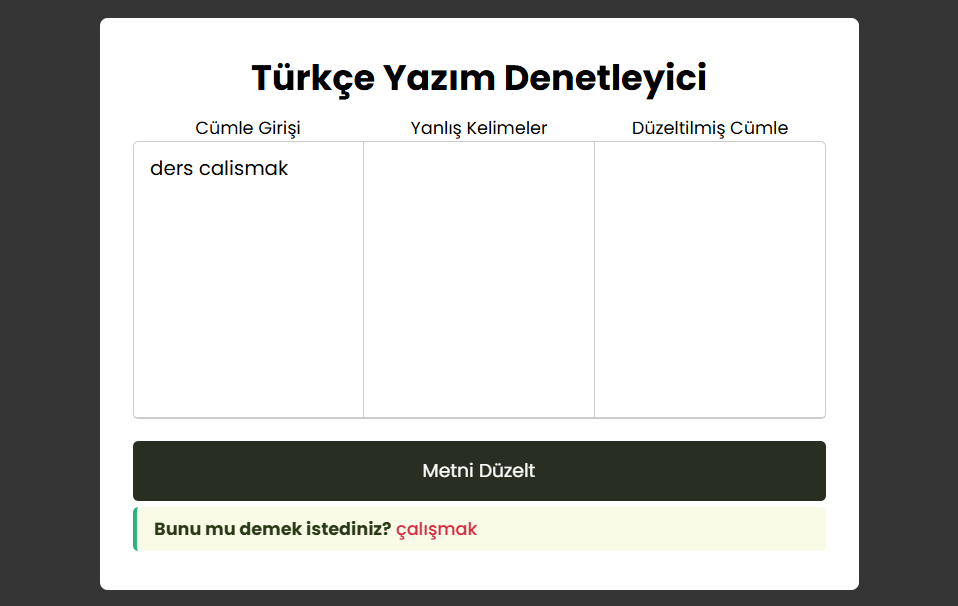 Türkçe Yazım Denetleyici
Cümle Girişi Yanlış Kelimeler Düzeltilmiş Cümle
ders calismak
Metni Düzelt
Bunu mu demek istediniz? çalışmak